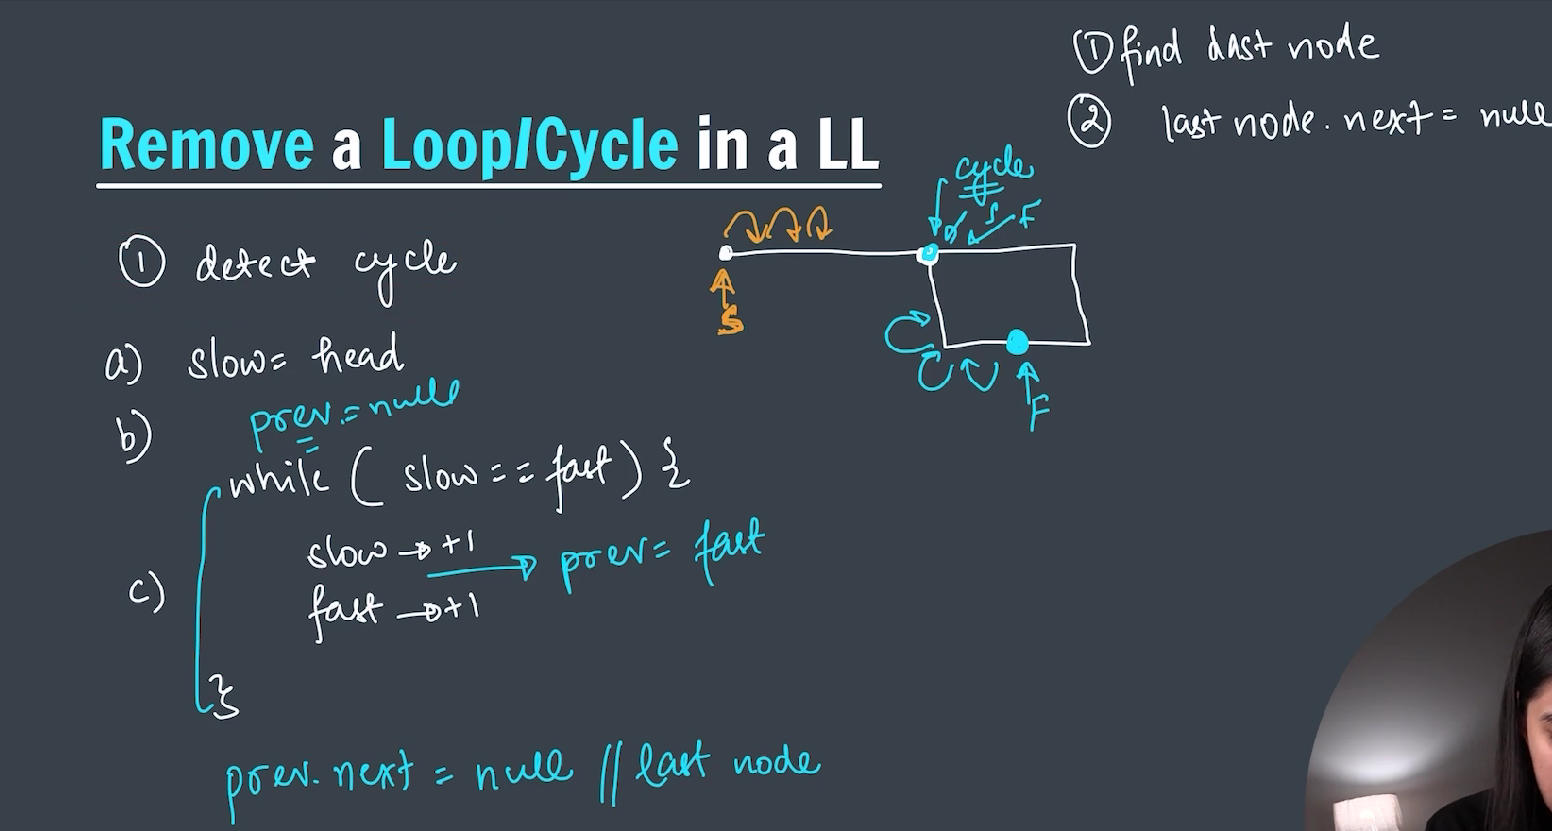 ① find last node
② last node. next = null
Remove a Loop/Cycle in a LL
cycle
S F
① detect cycle
S
a) slow = head
F
b) prev = null
while ( slow == fast ) {
slow → +1 → prev = fast
c)
fast → +1
}
prev. next = null // last node